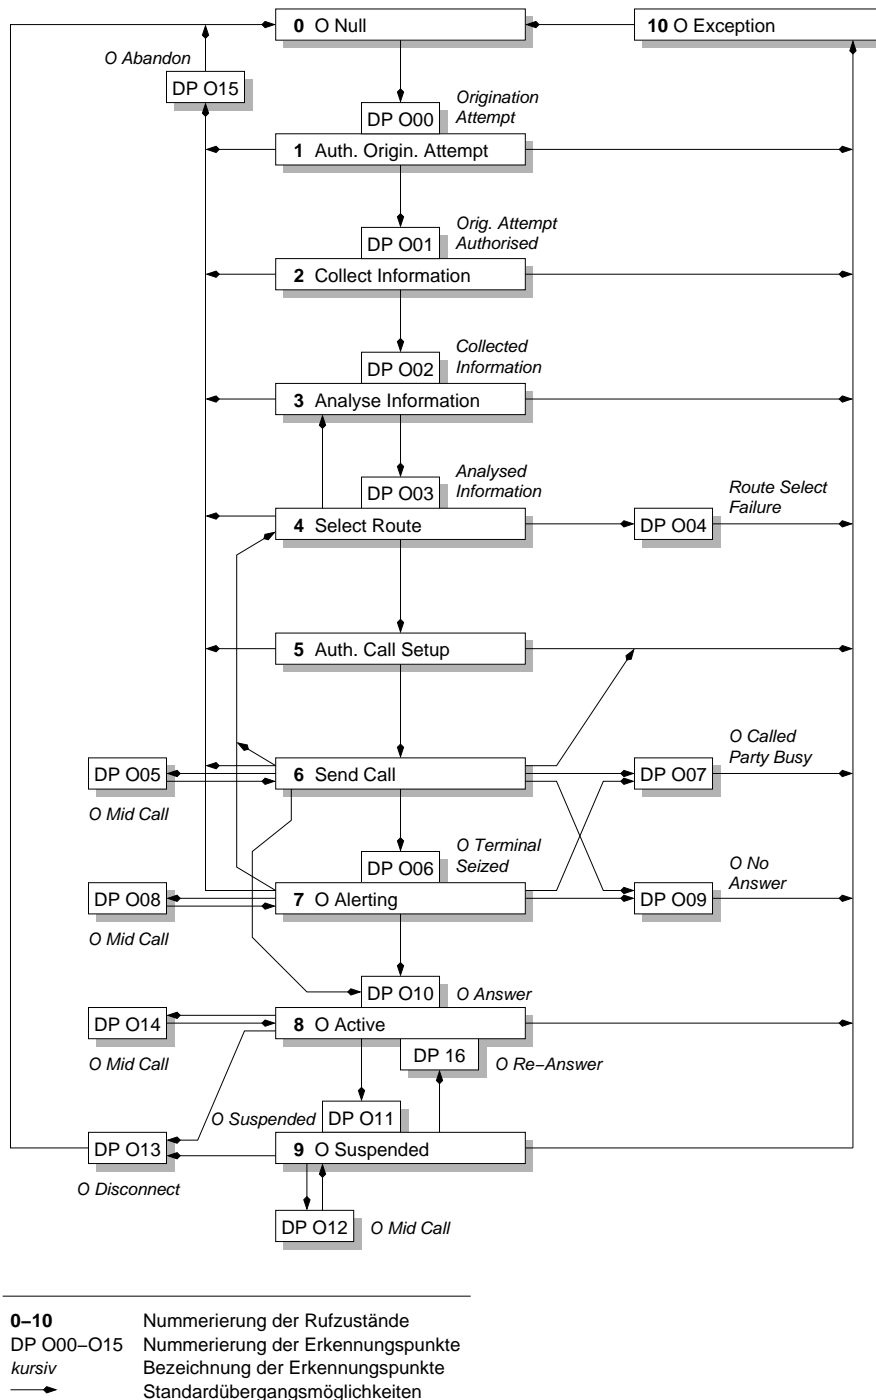 0 O Null
10 O Exception
O Abandon
DP O15
DP O00
Origination
Attempt
1 Auth. Origin. Attempt
DP O01
Orig. Attempt
Authorised
2 Collect Information
DP O02
Collected
Information
3 Analyse Information
DP O03
Analysed
Information
4 Select Route
DP O04
Route Select
Failure
5 Auth. Call Setup
DP O05
O Mid Call
6 Send Call
DP O07
O Called
Party Busy
DP O06
O Terminal
Seized
DP O08
O Mid Call
7 O Alerting
DP O09
O No
Answer
DP O10
O Answer
DP O14
O Mid Call
8 O Active
DP 16
O Re−Answer
O Suspended
DP O11
DP O13
O Disconnect
9 O Suspended
DP O12
O Mid Call
0−10 Nummerierung der Rufzustände
DP O00−O15 Nummerierung der Erkennungspunkte
kursiv Bezeichnung der Erkennungspunkte
Standardübergangsmöglichkeiten